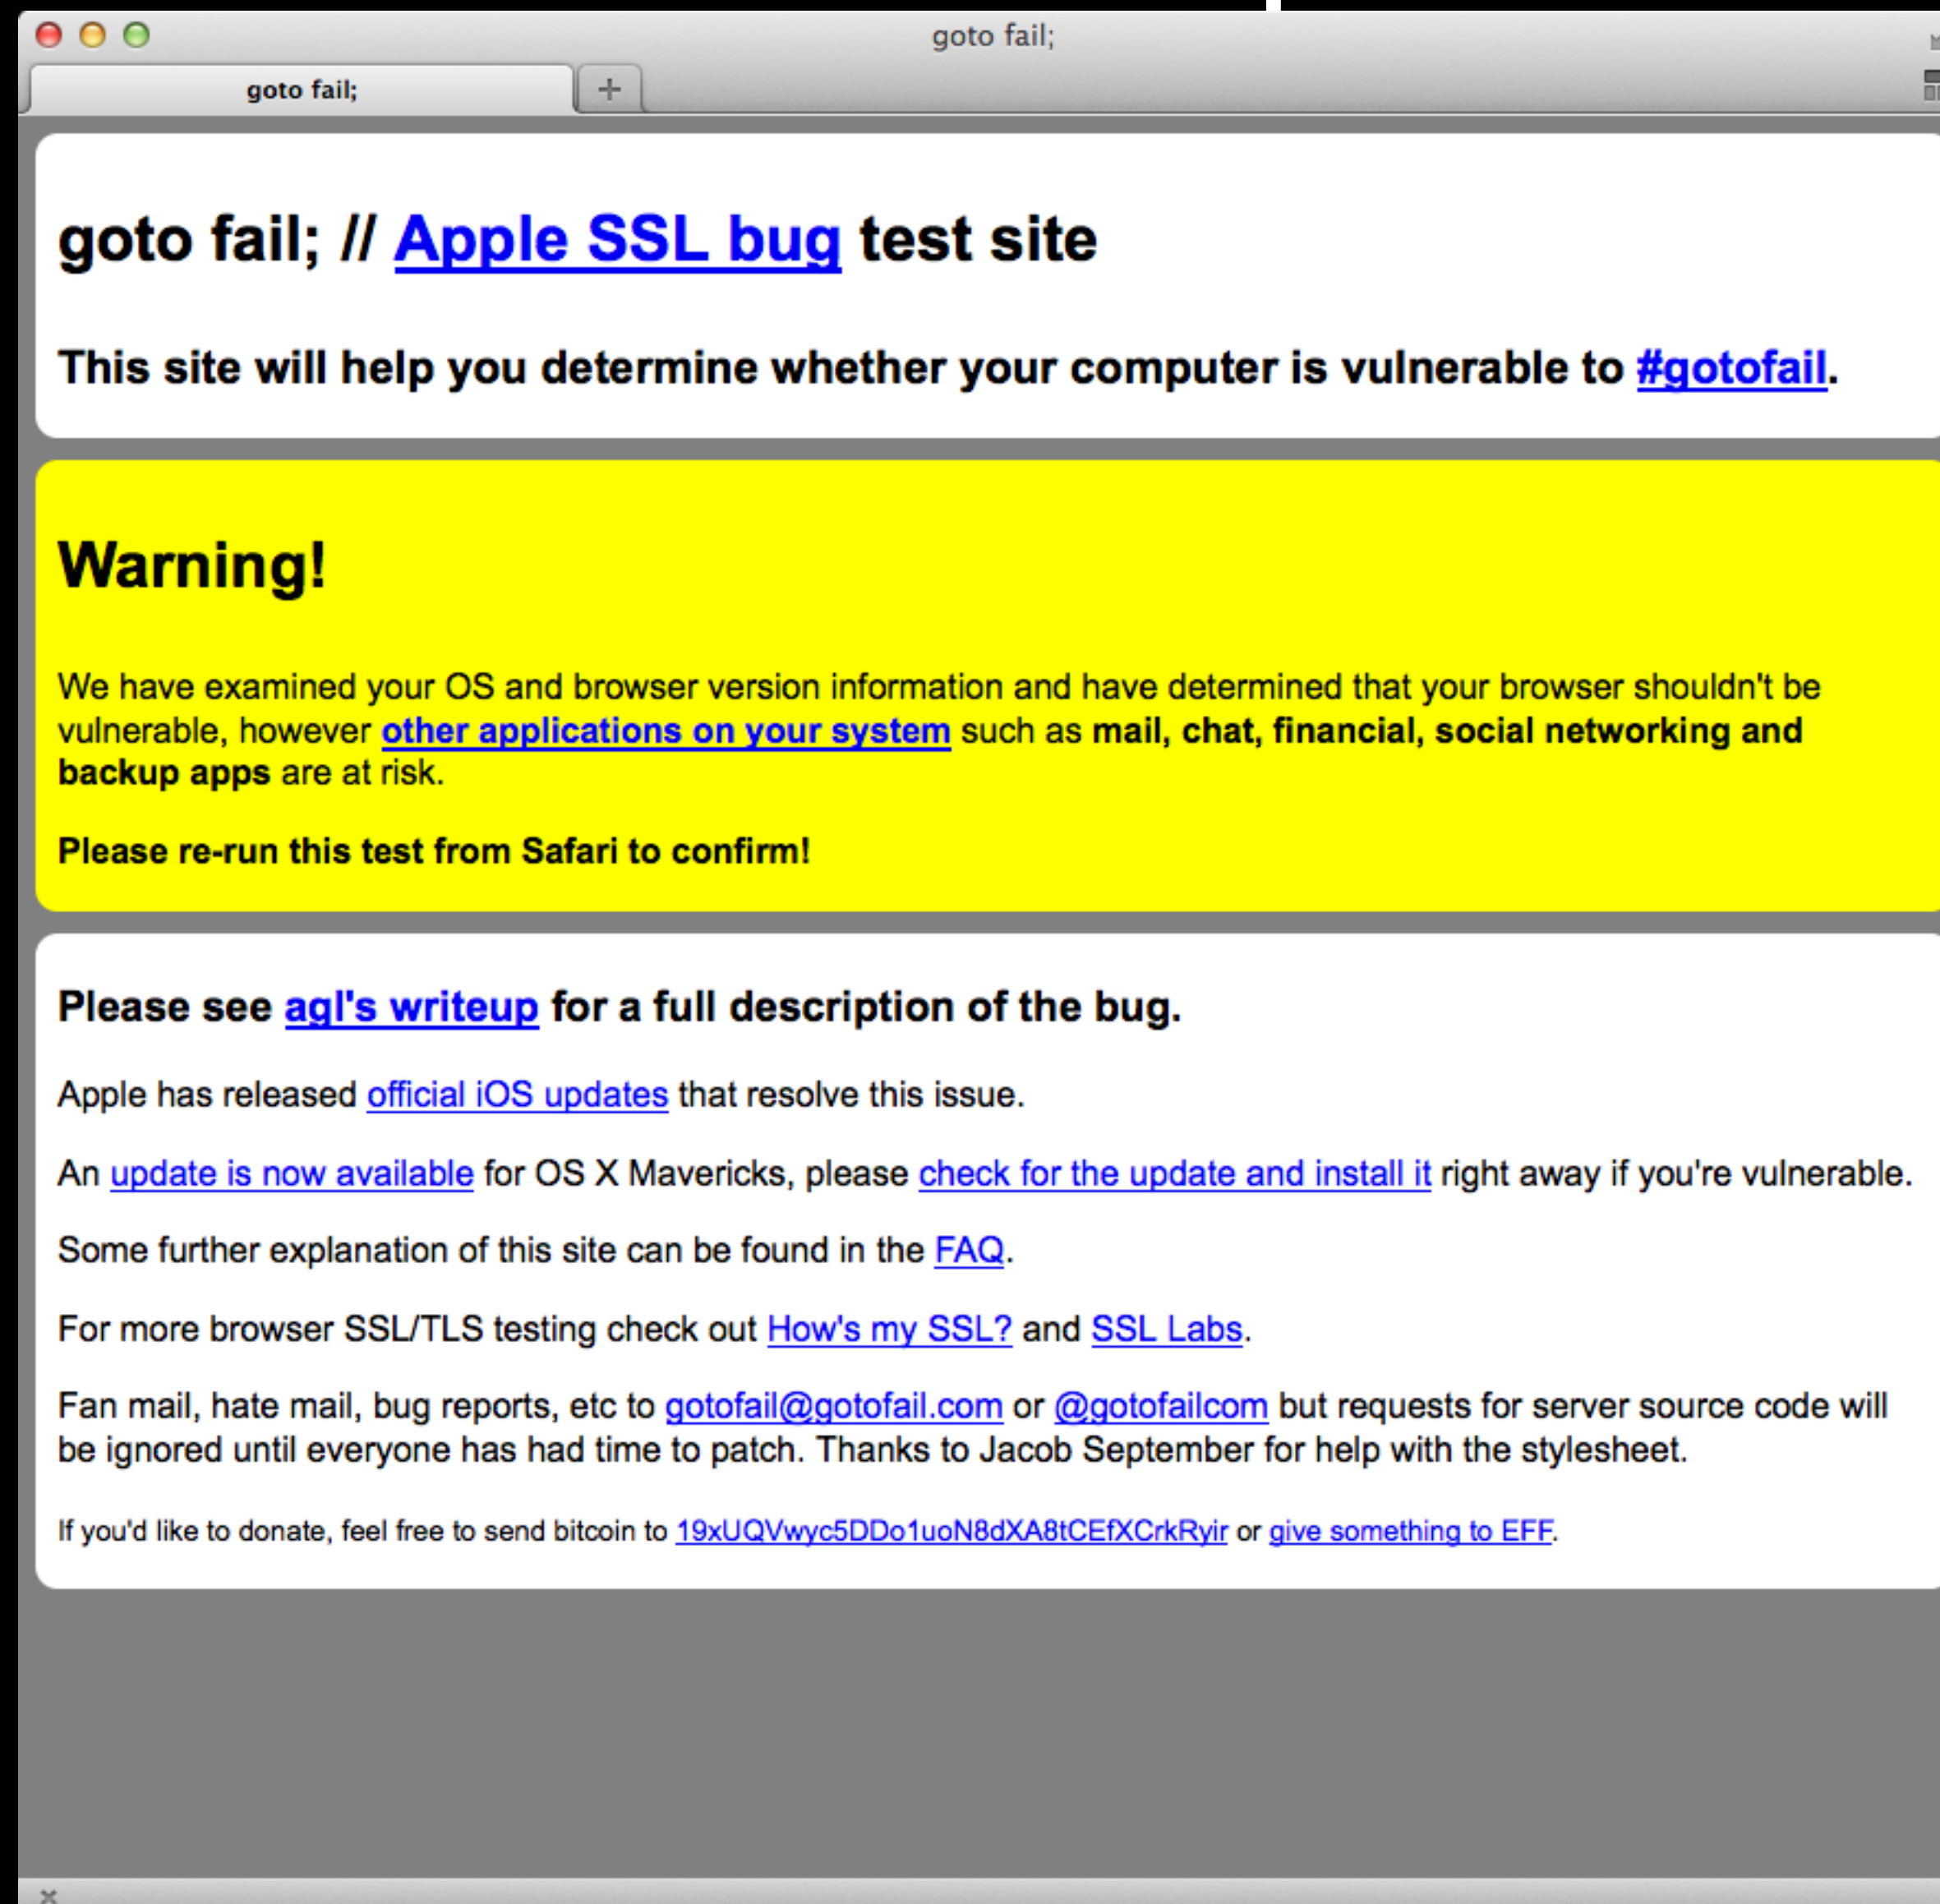 goto fail;
goto fail;
goto fail; // Apple SSL bug test site
This site will help you determine whether your computer is vulnerable to #gotofail.
Warning!
We have examined your OS and browser version information and have determined that your browser shouldn't be
vulnerable, however other applications on your system such as mail, chat, financial, social networking and
backup apps are at risk.
Please re-run this test from Safari to confirm!
Please see agl's writeup for a full description of the bug.
Apple has released official iOS updates that resolve this issue.
An update is now available for OS X Mavericks, please check for the update and install it right away if you're vulnerable.
Some further explanation of this site can be found in the FAQ.
For more browser SSL/TLS testing check out How's my SSL? and SSL Labs.
Fan mail, hate mail, bug reports, etc to gotofail@gotofail.com or @gotofailcom but requests for server source code will
be ignored until everyone has had time to patch. Thanks to Jacob September for help with the stylesheet.
If you'd like to donate, feel free to send bitcoin to 19xUQVwyc5DDo1uoN8dXA8tCEfXCrkRyir or give something to EFF.